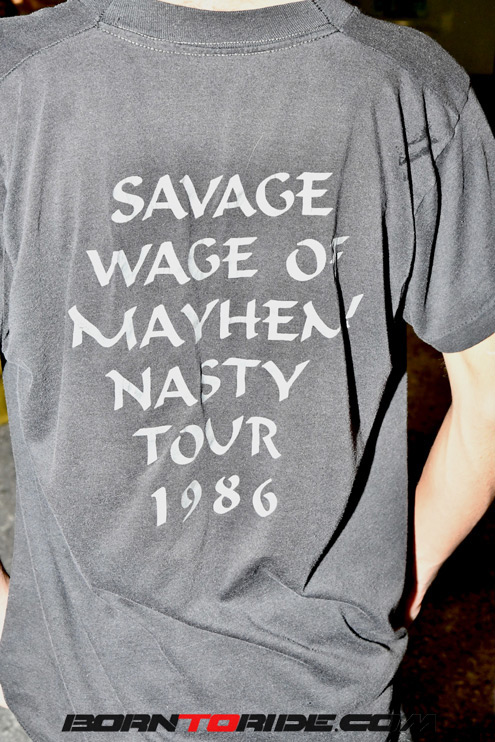 SAVAGE
WAGE OF
MAYHEM
NASTY
TOUR
1986
BORNTORIDE.COM